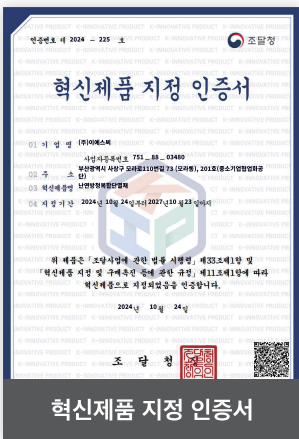 인증번호 제 2024 - 225 호
조달청
혁신제품 지정 인증서
01 기 업 명 (주)이에스씨
사업자등록번호 751 - 88 - 03480
02 주 소 부산광역시 사상구 모라로110번길 73 (모라동), 201호(중소기업협업화공
단)
03 혁신제품명 난연방청복합단열재
04 지정기간 2024년 10월 24일부터 2027년10월 23일까지
위 제품은 「조달사업에 관한 법률 시행령」 제33조제1항 및
「혁신제품 지정 및 구매촉진 등에 관한 규정」 제11조제1항에 따라
혁신제품으로 지정되었음을 인증합니다.
2024년 10월 24일
조 달 청 장
혁신제품 지정 인증서